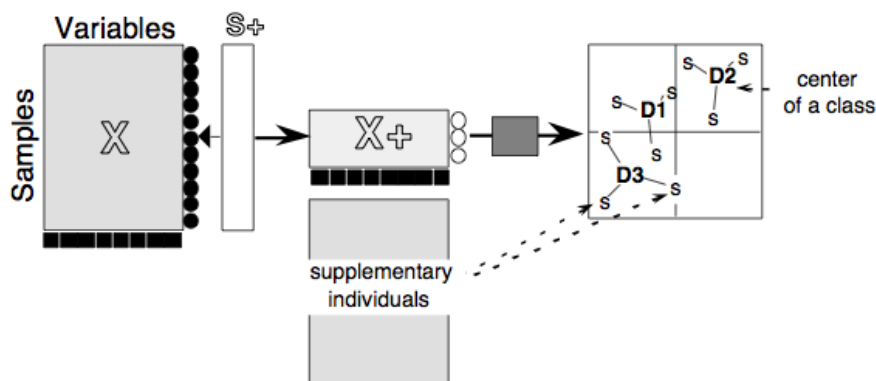 Variables
S+
Samples
X
X+
supplementary
individuals
S
S
D2
S
S
S
D1
S
S
D3
S
S
center
of a class